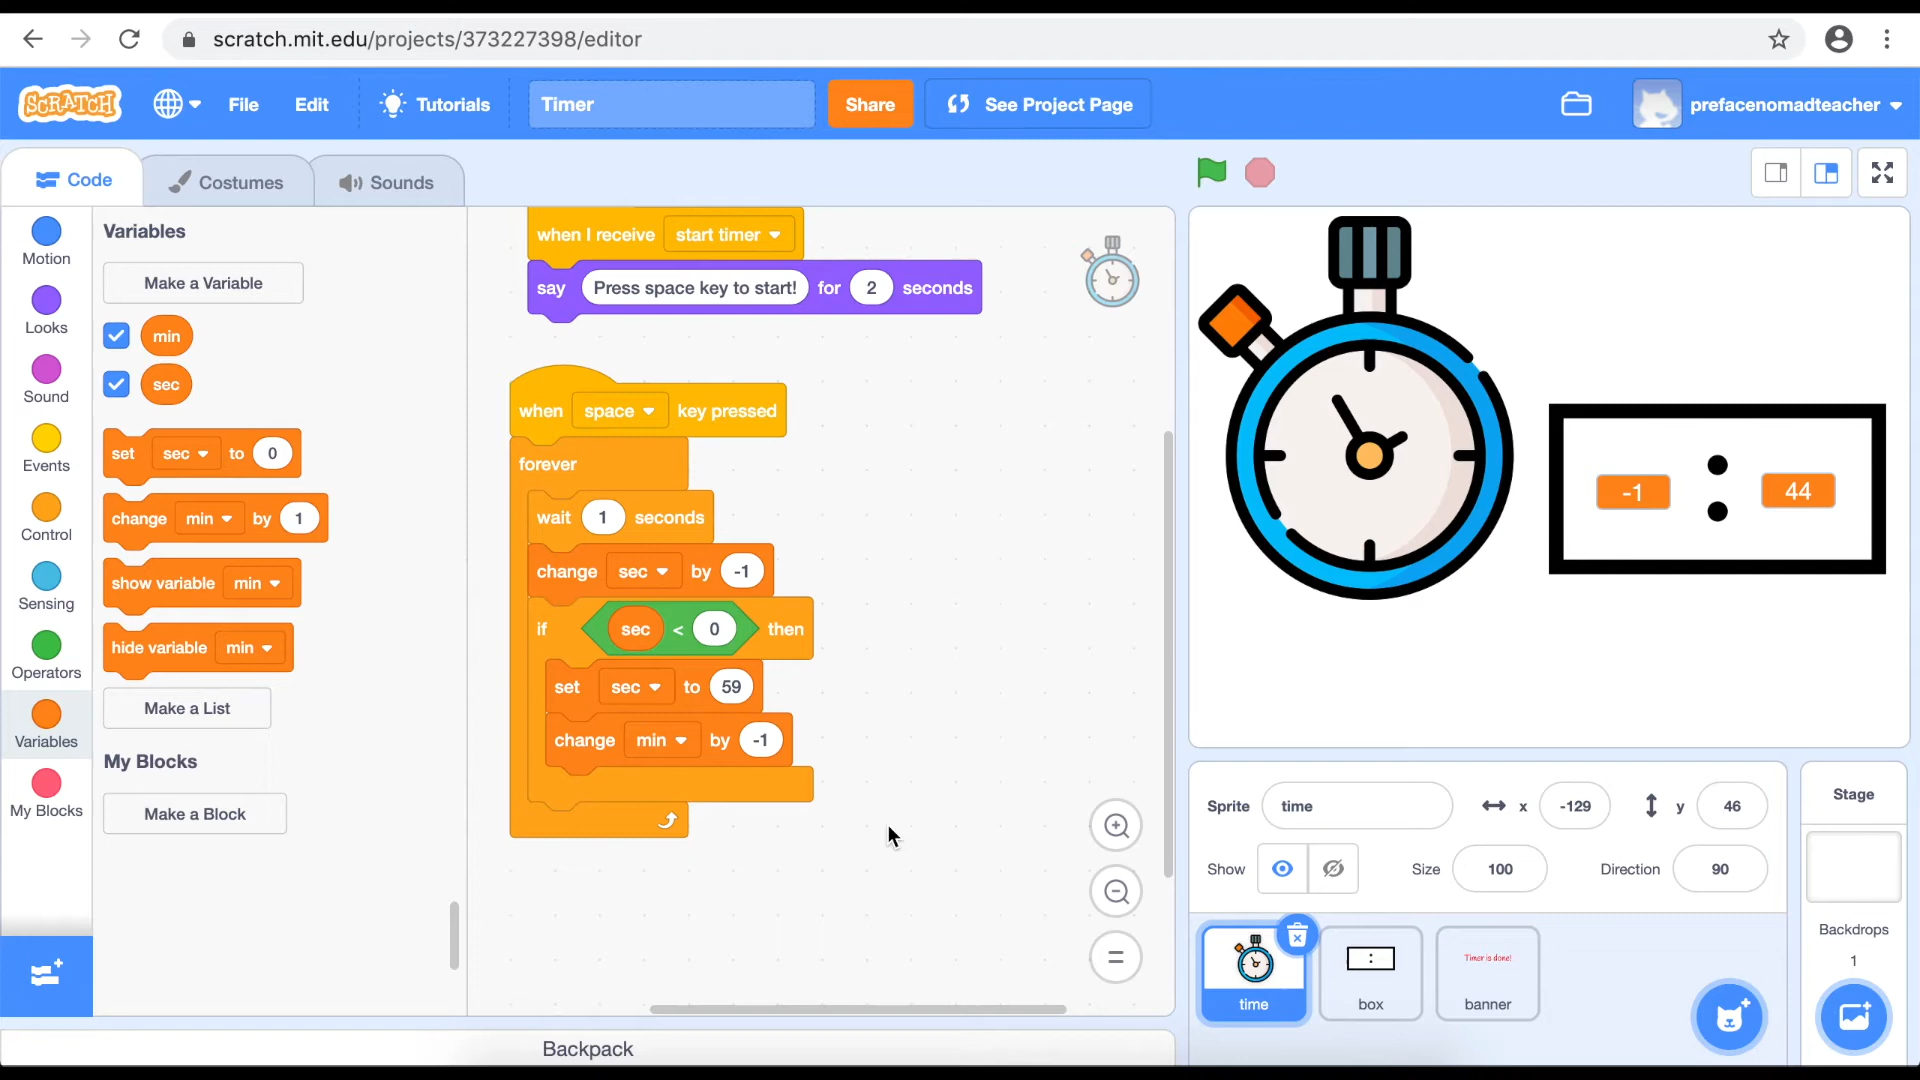 scratch.mit.edu/projects/373227398/editor
SCRATCH
File
Edit
Tutorials
Timer
Share
See Project Page
prefacenomadteacher
Code
Costumes
Sounds
Motion
Looks
Sound
Events
Control
Sensing
Operators
Variables
My Blocks
Variables
Make a Variable
min
sec
set sec to 0
change min by 1
show variable min
hide variable min
Make a List
My Blocks
Make a Block
when I receive start timer
say Press space key to start! for 2 seconds
when space key pressed
forever
wait 1 seconds
change sec by -1
if sec < 0 then
set sec to 59
change min by -1
Backpack
-1 : 44
Sprite time x -129 y 46
Show Size 100 Direction 90
time
:
box
Timer is done!
banner
Stage
Backdrops
1